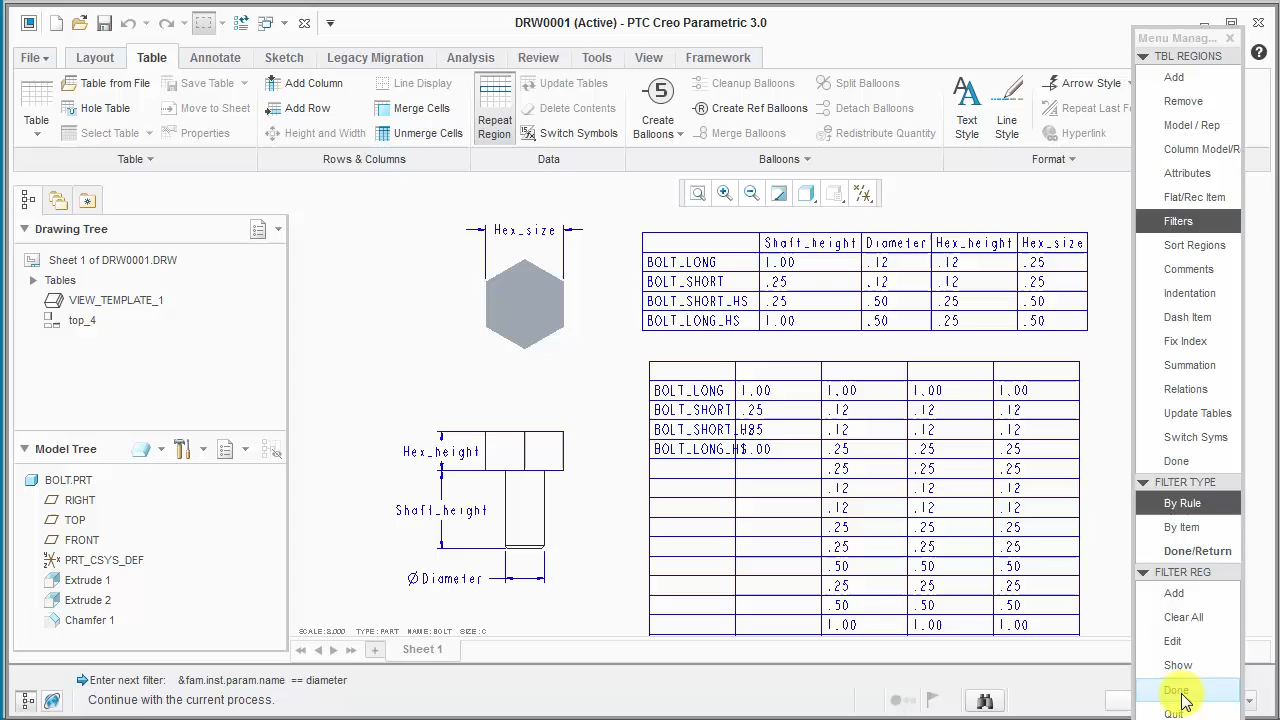 DRW0001 (Active) - PTC Creo Parametric 3.0
File Layout Table Annotate Sketch Legacy Migration Analysis Review Tools View Framework
Table
Table from File
Hole Table
Select Table
Save Table
Move to Sheet
Properties
Table
Add Column
Add Row
Height and Width
Line Display
Merge Cells
Unmerge Cells
Rows & Columns
Repeat Region
Update Tables
Delete Contents
Switch Symbols
Data
Create Balloons
Cleanup Balloons
Create Ref Balloons
Merge Balloons
Split Balloons
Detach Balloons
Redistribute Quantity
Balloons
Text Style
Line Style
Arrow Style
Repeat Last F
Hyperlink
Format
Drawing Tree
Sheet 1 of DRW0001.DRW
Tables
VIEW_TEMPLATE_1
top_4
Model Tree
BOLT.PRT
RIGHT
TOP
FRONT
PRT_CSYS_DEF
Extrude 1
Extrude 2
Chamfer 1
Hex_size
Hex_height
Shaft_height
Ø Diameter
Shaft_height Diameter Hex_height Hex_size
BOLT_LONG 1.00 .12 .12 .25
BOLT_SHORT .25 .12 .12 .25
BOLT_SHORT_HS .25 .50 .25 .50
BOLT_LONG_HS 1.00 .50 .25 .50
BOLT_LONG 1.00 1.00 1.00 1.00
BOLT_SHORT .25 .12 .12 .12
.12 .12 .12
.25 .25 .25
.25 .25 .25
.12 .12 .12
.12 .12 .12
.25 .25 .25
.25 .25 .25
.50 .50 .50
.25 .25 .25
.50 .50 .50
1.00 1.00 1.00
SCALE:2.000 TYPE:PART NAME:BOLT SIZE:C
Sheet 1
Enter next filter: &fam.inst.param.name == diameter
Continue with the current process.
Menu Manag...
TBL REGIONS
Add
Remove
Model / Rep
Column Model/R
Attributes
Flat/Rec Item
Filters
Sort Regions
Comments
Indentation
Dash Item
Fix Index
Summation
Relations
Update Tables
Switch Syms
Done
FILTER TYPE
By Rule
By Item
Done/Return
FILTER REG
Add
Clear All
Edit
Show
Done
Quit